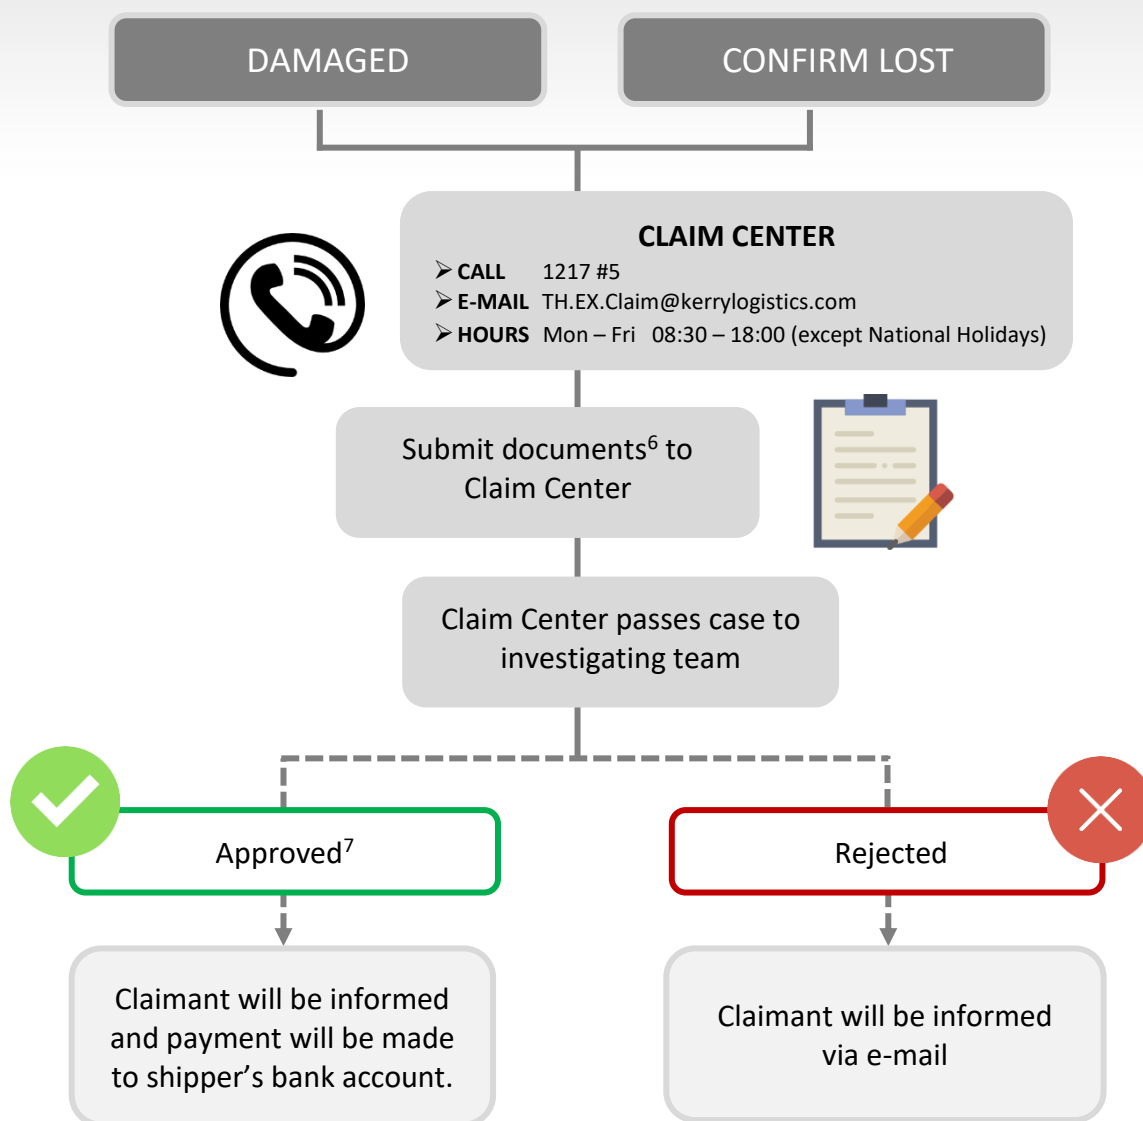 DAMAGED
CONFIRM LOST
CLAIM CENTER
➢ CALL 1217 #5
➢ E-MAIL TH.EX.Claim@kerrylogistics.com
➢ HOURS Mon – Fri 08:30 – 18:00 (except National Holidays)
Submit documents⁶ to
Claim Center
Claim Center passes case to
investigating team
Approved⁷
Rejected
Claimant will be informed
and payment will be made
to shipper’s bank account.
Claimant will be informed
via e-mail